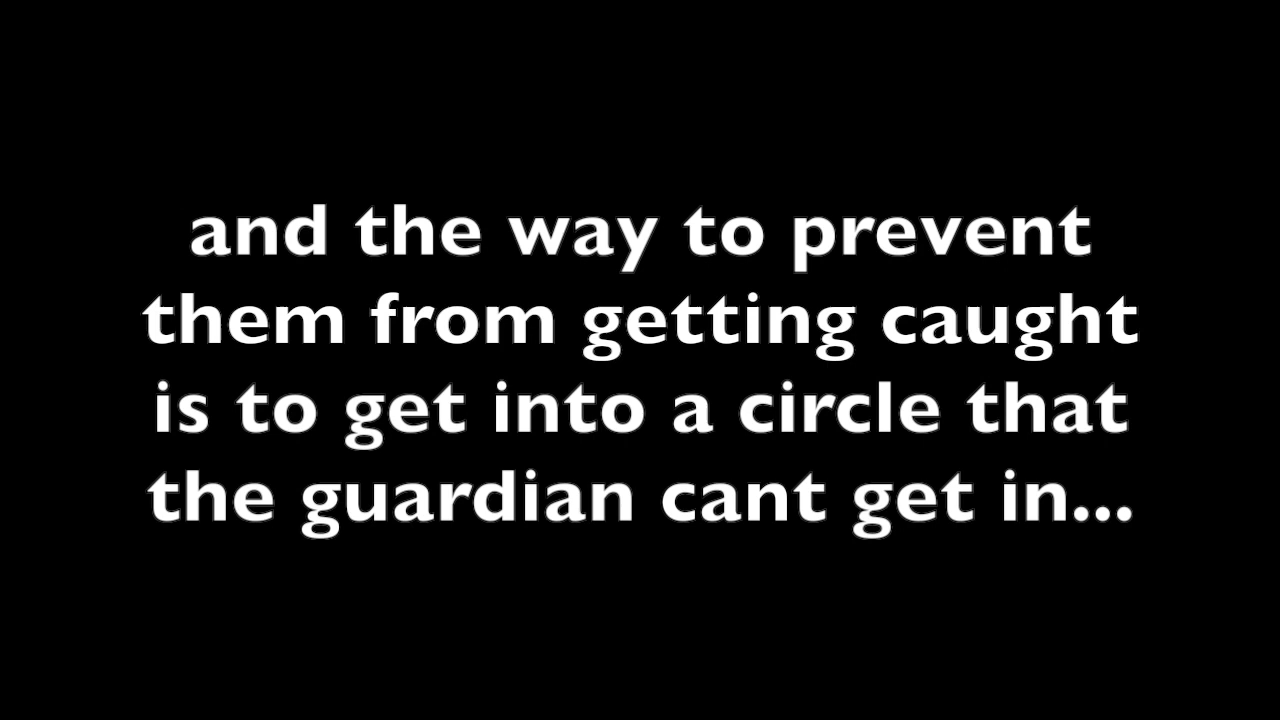 and the way to prevent
them from getting caught
is to get into a circle that
the guardian cant get in...